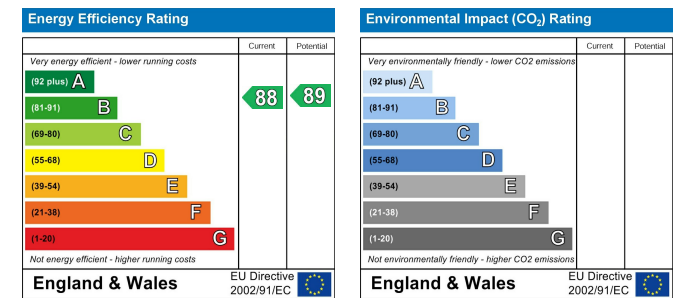 Energy Efficiency Rating
Current Potential
Very energy efficient - lower running costs
(92 plus) A
(81-91) B
88 89
(69-80) C
(55-68) D
(39-54) E
(21-38) F
(1-20) G
Not energy efficient - higher running costs
England & Wales
EU Directive
2002/91/EC
Environmental Impact (CO₂) Rating
Current Potential
Very environmentally friendly - lower CO2 emissions
(92 plus) A
(81-91) B
(69-80) C
(55-68) D
(39-54) E
(21-38) F
(1-20) G
Not environmentally friendly - higher CO2 emissions
England & Wales
EU Directive
2002/91/EC